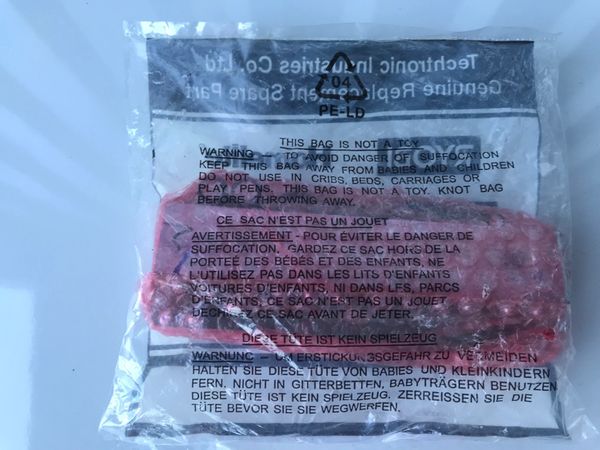 Techtronic Industries Co. Ltd
Genuine Replacement Spare Part
04
PE-LD
THIS BAG IS NOT A TOY
WARNING - TO AVOID DANGER OF SUFFOCATION
KEEP THIS BAG AWAY FROM BABIES AND CHILDREN
DO NOT USE IN CRIBS, BEDS, CARRIAGES OR
PLAY PENS. THIS BAG IS NOT A TOY. KNOT BAG
BEFORE THROWING AWAY.
CE SAC N'EST PAS UN JOUET
AVERTISSEMENT - POUR ÉVITER LE DANGER DE
SUFFOCATION, GARDEZ CE SAC HORS DE LA
PORTEÉ DES BÉBÉS ET DES ENFANTS, NE
L'UTILISEZ PAS DANS LES LITS D'ENFANTS
VOITURES D'ENFANTS, NI DANS LES, PARCS
D'ENFANTS, CE SAC N'EST PAS UN JOUET
DECHIREZ CE SAC AVANT DE JETER.
DIESE TÜTE IST KEIN SPIELZEUG
WARNUNG - UM ERSTICKUNGSGEFAHR ZU VERMEIDEN
HALTEN SIE DIESE TÜTE VON BABIES UND KLEINKINDERN
FERN. NICHT IN GITTERBETTEN, BABYTRÄGERN BENUTZEN
DIESE TÜTE IST KEIN SPIELZEUG. ZERREISSEN SIE DIE
TÜTE BEVOR SIE SIE WEGWERFEN.